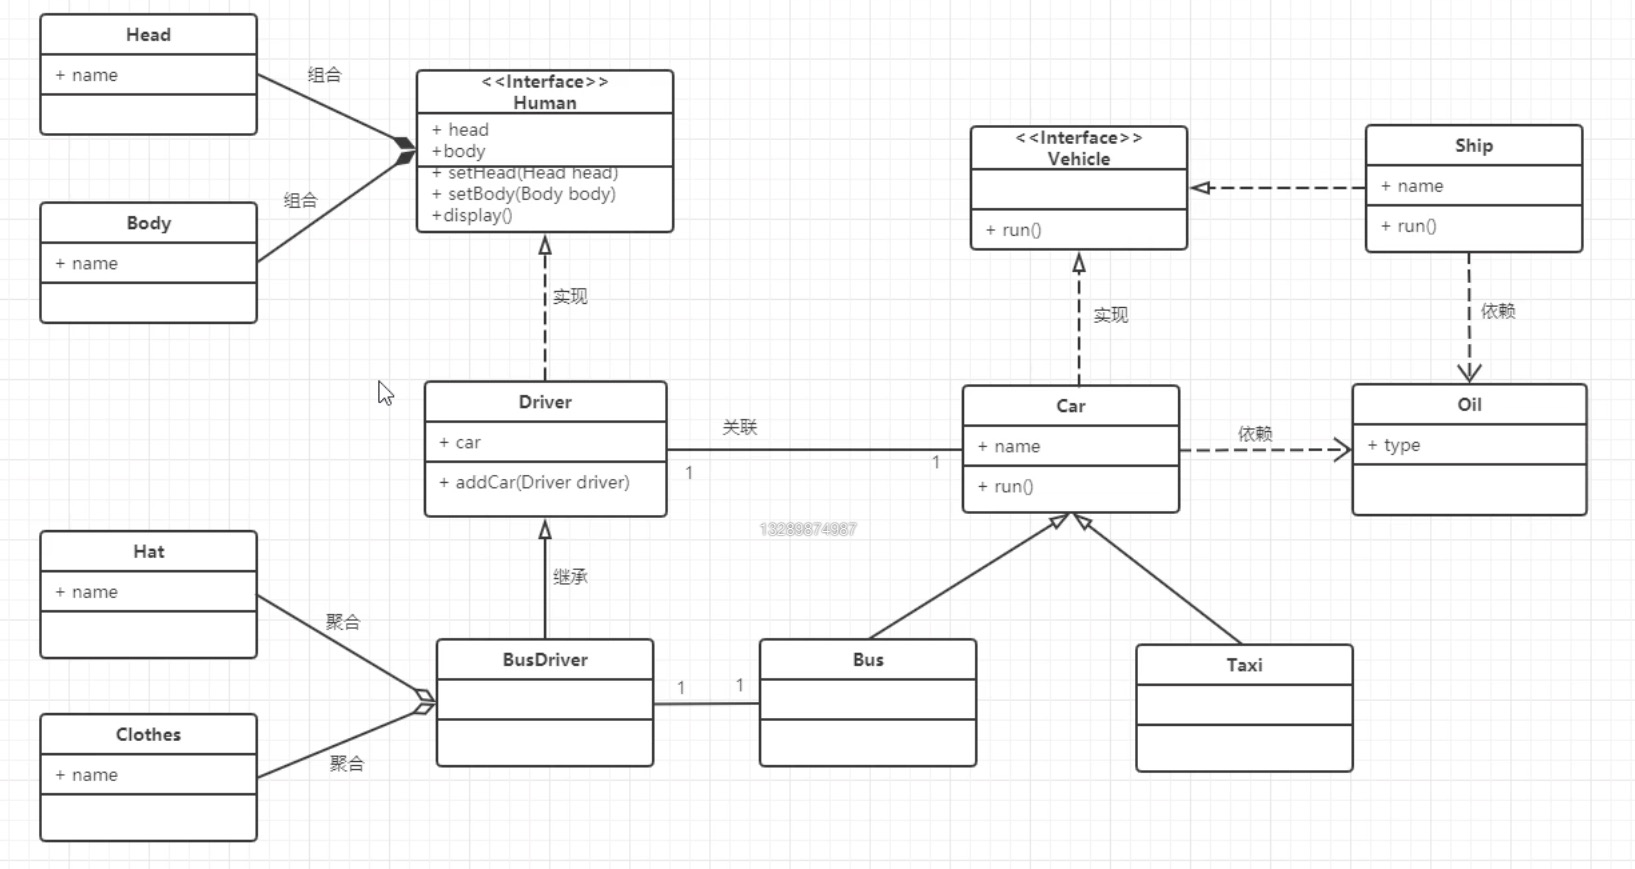 Head
+ name
组合
<<Interface>>
Human
+ head
+body
+ setHead(Head head)
+ setBody(Body body)
+display()
Body
+ name
组合
<<Interface>>
Vehicle
+ run()
Ship
+ name
+ run()
实现
实现
依赖
Driver
+ car
+ addCar(Driver driver)
关联
1
1
Car
+ name
+ run()
依赖
Oil
+ type
13289874987
Hat
+ name
聚合
继承
BusDriver
1
1
Bus
Taxi
Clothes
+ name
聚合